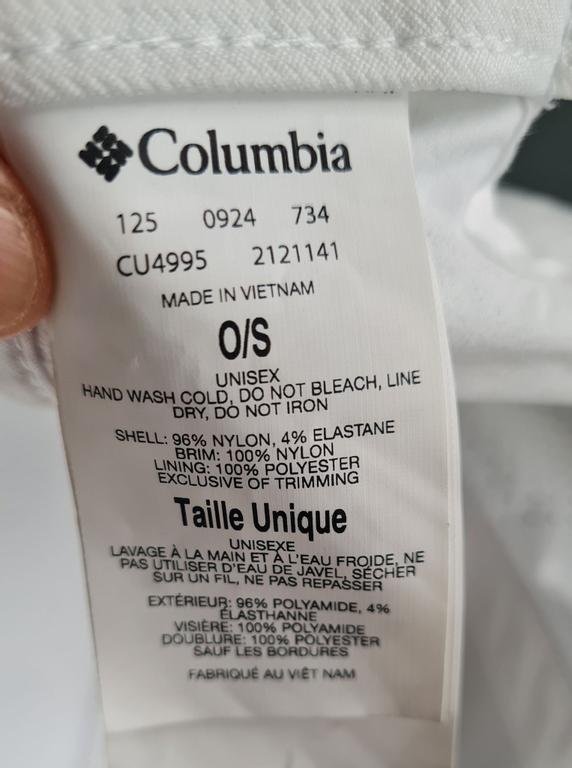 Columbia
125 0924 734
CU4995 2121141
MADE IN VIETNAM
O/S
UNISEX
HAND WASH COLD, DO NOT BLEACH, LINE
DRY, DO NOT IRON
SHELL: 96% NYLON, 4% ELASTANE
BRIM: 100% NYLON
LINING: 100% POLYESTER
EXCLUSIVE OF TRIMMING
Taille Unique
UNISEXE
LAVAGE À LA MAIN ET À L'EAU FROIDE, NE
PAS UTILISER D'EAU DE JAVEL, SÉCHER
SUR UN FIL, NE PAS REPASSER
EXTÉRIEUR: 96% POLYAMIDE, 4%
ÉLASTHANNE
VISIÈRE: 100% POLYAMIDE
DOUBLURE: 100% POLYESTER
SAUF LES BORDURES
FABRIQUÉ AU VIÊT NAM